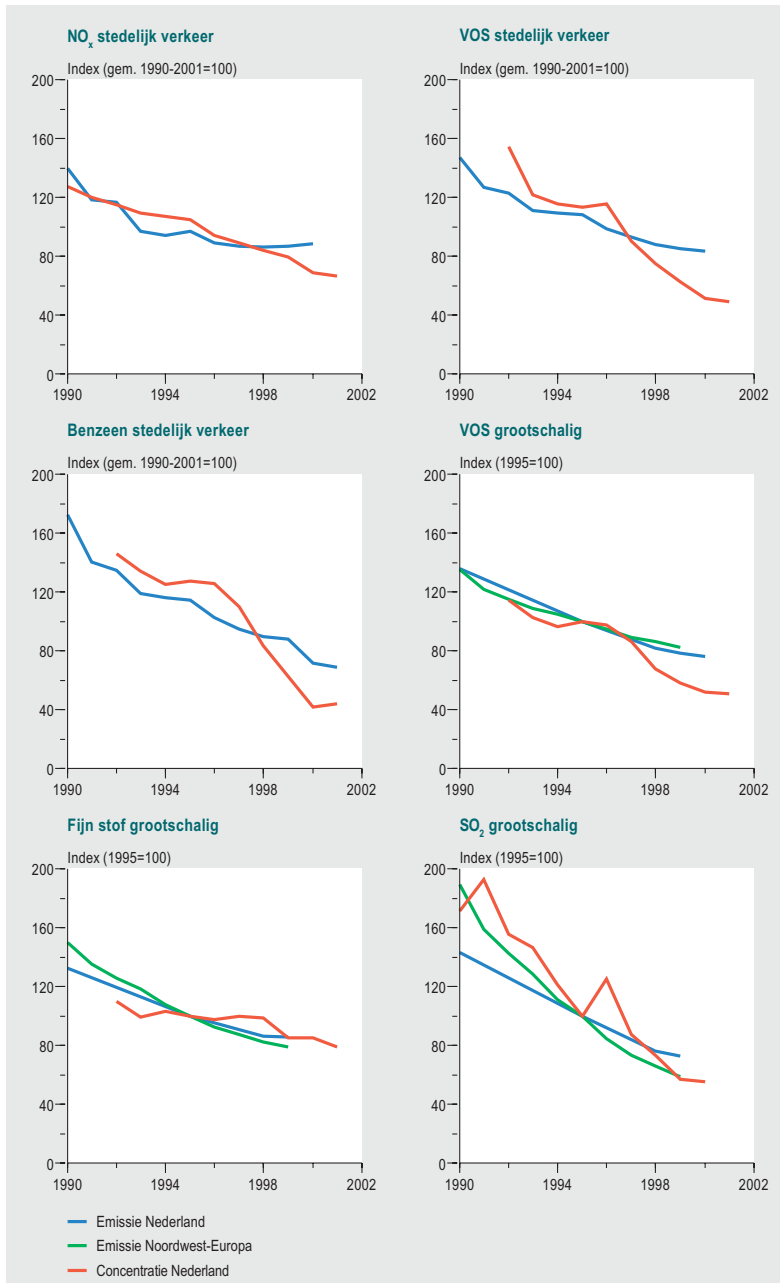 NOx stedelijk verkeer
Index (gem. 1990-2001=100)
200
160
120
80
40
0
1990 1994 1998 2002
VOS stedelijk verkeer
Index (gem. 1990-2001=100)
200
160
120
80
40
0
1990 1994 1998 2002
Benzeen stedelijk verkeer
Index (gem. 1990-2001=100)
200
160
120
80
40
0
1990 1994 1998 2002
VOS grootschalig
Index (1995=100)
200
160
120
80
40
0
1990 1994 1998 2002
Fijn stof grootschalig
Index (1995=100)
200
160
120
80
40
0
1990 1994 1998 2002
SO2 grootschalig
Index (1995=100)
200
160
120
80
40
0
1990 1994 1998 2002
Emissie Nederland
Emissie Noordwest-Europa
Concentratie Nederland